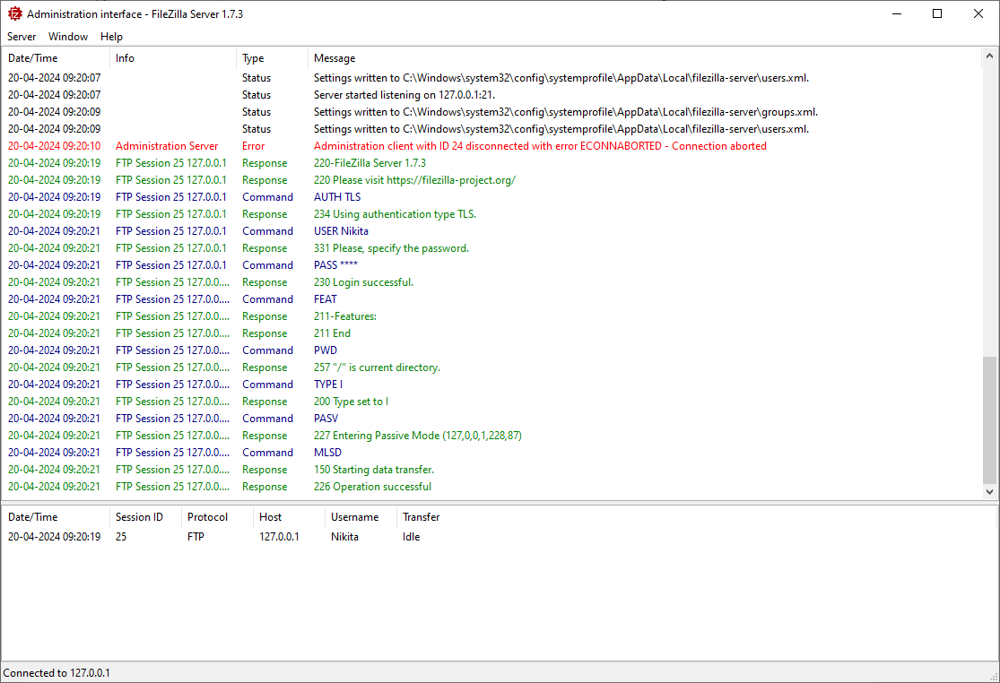 Administration interface - FileZilla Server 1.7.3
Server Window Help
Date/Time Info Type Message
20-04-2024 09:20:07 Status Settings written to C:\Windows\system32\config\systemprofile\AppData\Local\filezilla-server\users.xml.
20-04-2024 09:20:07 Status Server started listening on 127.0.0.1:21.
20-04-2024 09:20:09 Status Settings written to C:\Windows\system32\config\systemprofile\AppData\Local\filezilla-server\groups.xml.
20-04-2024 09:20:09 Status Settings written to C:\Windows\system32\config\systemprofile\AppData\Local\filezilla-server\users.xml.
20-04-2024 09:20:10 Administration Server Error Administration client with ID 24 disconnected with error ECONNABORTED - Connection aborted
20-04-2024 09:20:19 FTP Session 25 127.0.0.1 Response 220-FileZilla Server 1.7.3
20-04-2024 09:20:19 FTP Session 25 127.0.0.1 Response 220 Please visit https://filezilla-project.org/
20-04-2024 09:20:19 FTP Session 25 127.0.0.1 Command AUTH TLS
20-04-2024 09:20:19 FTP Session 25 127.0.0.1 Response 234 Using authentication type TLS.
20-04-2024 09:20:21 FTP Session 25 127.0.0.1 Command USER Nikita
20-04-2024 09:20:21 FTP Session 25 127.0.0.1 Response 331 Please, specify the password.
20-04-2024 09:20:21 FTP Session 25 127.0.0.1 Command PASS ****
20-04-2024 09:20:21 FTP Session 25 127.0.0.... Response 230 Login successful.
20-04-2024 09:20:21 FTP Session 25 127.0.0.... Command FEAT
20-04-2024 09:20:21 FTP Session 25 127.0.0.... Response 211-Features:
20-04-2024 09:20:21 FTP Session 25 127.0.0.... Response 211 End
20-04-2024 09:20:21 FTP Session 25 127.0.0.... Command PWD
20-04-2024 09:20:21 FTP Session 25 127.0.0.... Response 257 "/" is current directory.
20-04-2024 09:20:21 FTP Session 25 127.0.0.... Command TYPE I
20-04-2024 09:20:21 FTP Session 25 127.0.0.... Response 200 Type set to I
20-04-2024 09:20:21 FTP Session 25 127.0.0.... Command PASV
20-04-2024 09:20:21 FTP Session 25 127.0.0.... Response 227 Entering Passive Mode (127,0,0,1,228,87)
20-04-2024 09:20:21 FTP Session 25 127.0.0.... Command MLSD
20-04-2024 09:20:21 FTP Session 25 127.0.0.... Response 150 Starting data transfer.
20-04-2024 09:20:21 FTP Session 25 127.0.0.... Response 226 Operation successful
Date/Time Session ID Protocol Host Username Transfer
20-04-2024 09:20:19 25 FTP 127.0.0.1 Nikita Idle
Connected to 127.0.0.1